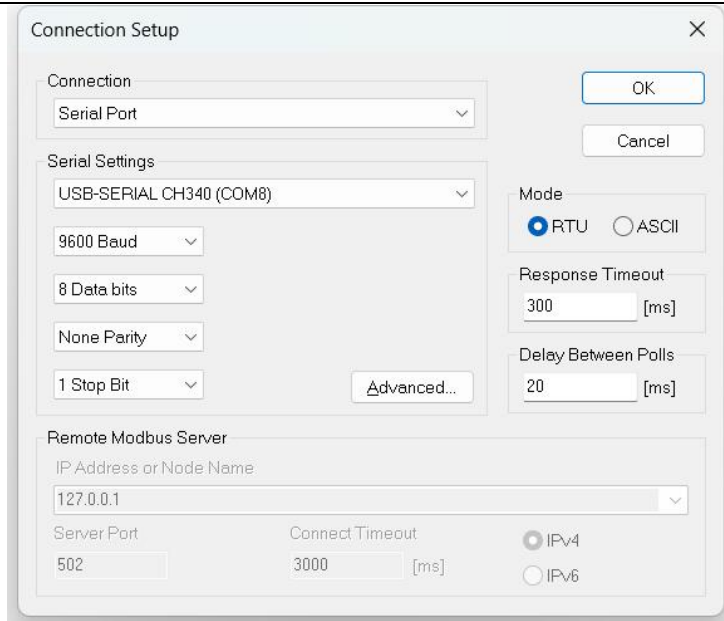 Connection Setup
Connection
Serial Port
OK
Cancel
Serial Settings
USB-SERIAL CH340 (COM8)
9600 Baud
8 Data bits
None Parity
1 Stop Bit
Advanced...
Mode
RTU ASCII
Response Timeout
300 [ms]
Delay Between Polls
20 [ms]
Remote Modbus Server
IP Address or Node Name
127.0.0.1
Server Port Connect Timeout
502 3000 [ms]
IPv4
IPv6